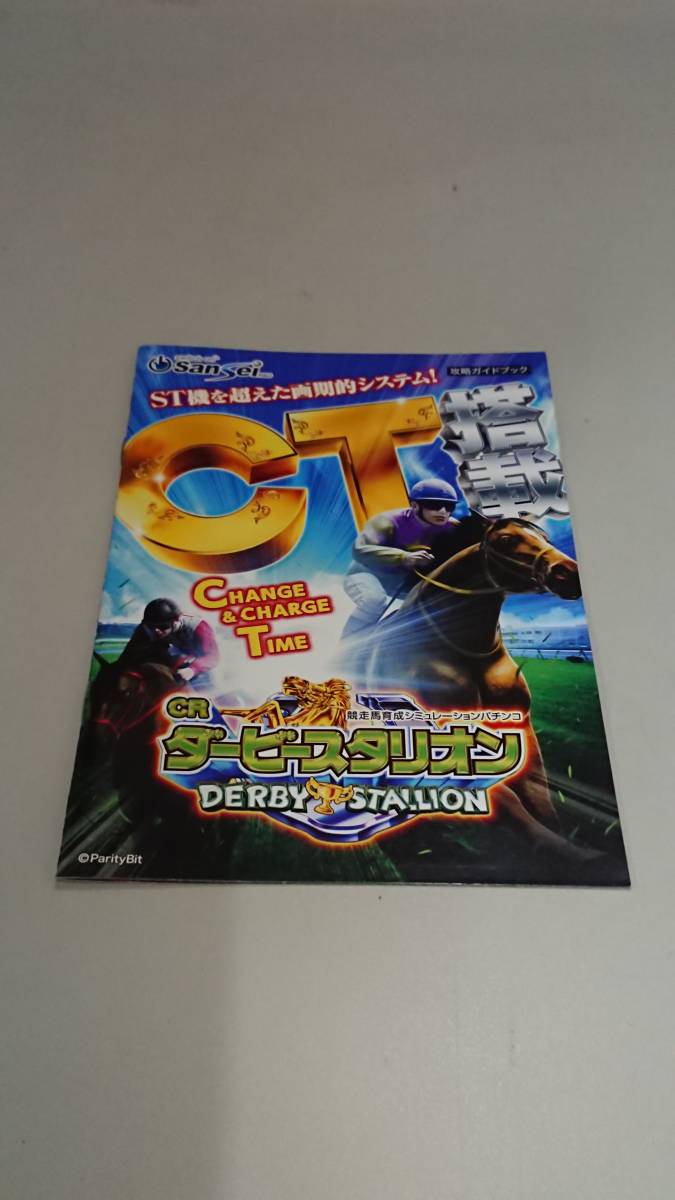 sansei
攻略ガイドブック
ST機を超えた画期的システム!
CT搭載
CHANGE
& CHARGE
TIME
CR
競走馬育成シミュレーションパチンコ
ダービースタリオン
DERBY STALLION
©ParityBit